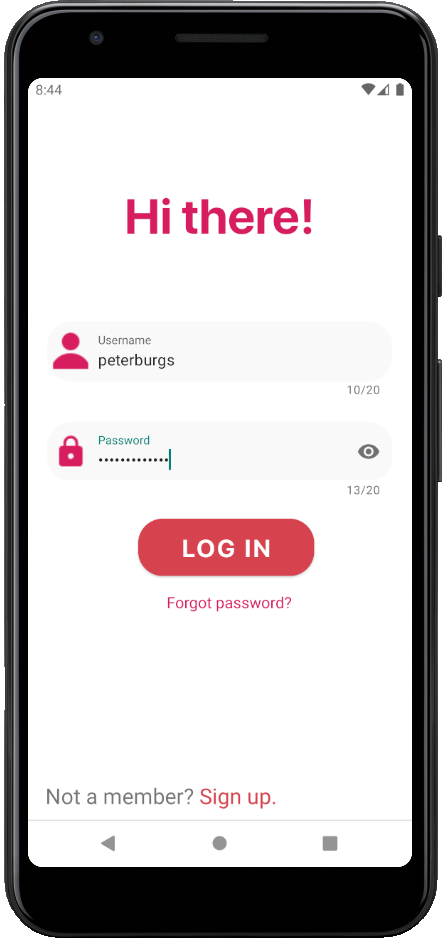 8:44
Hi there!
Username
peterburgs
10/20
Password
•••••••••••••
13/20
LOG IN
Forgot password?
Not a member? Sign up.